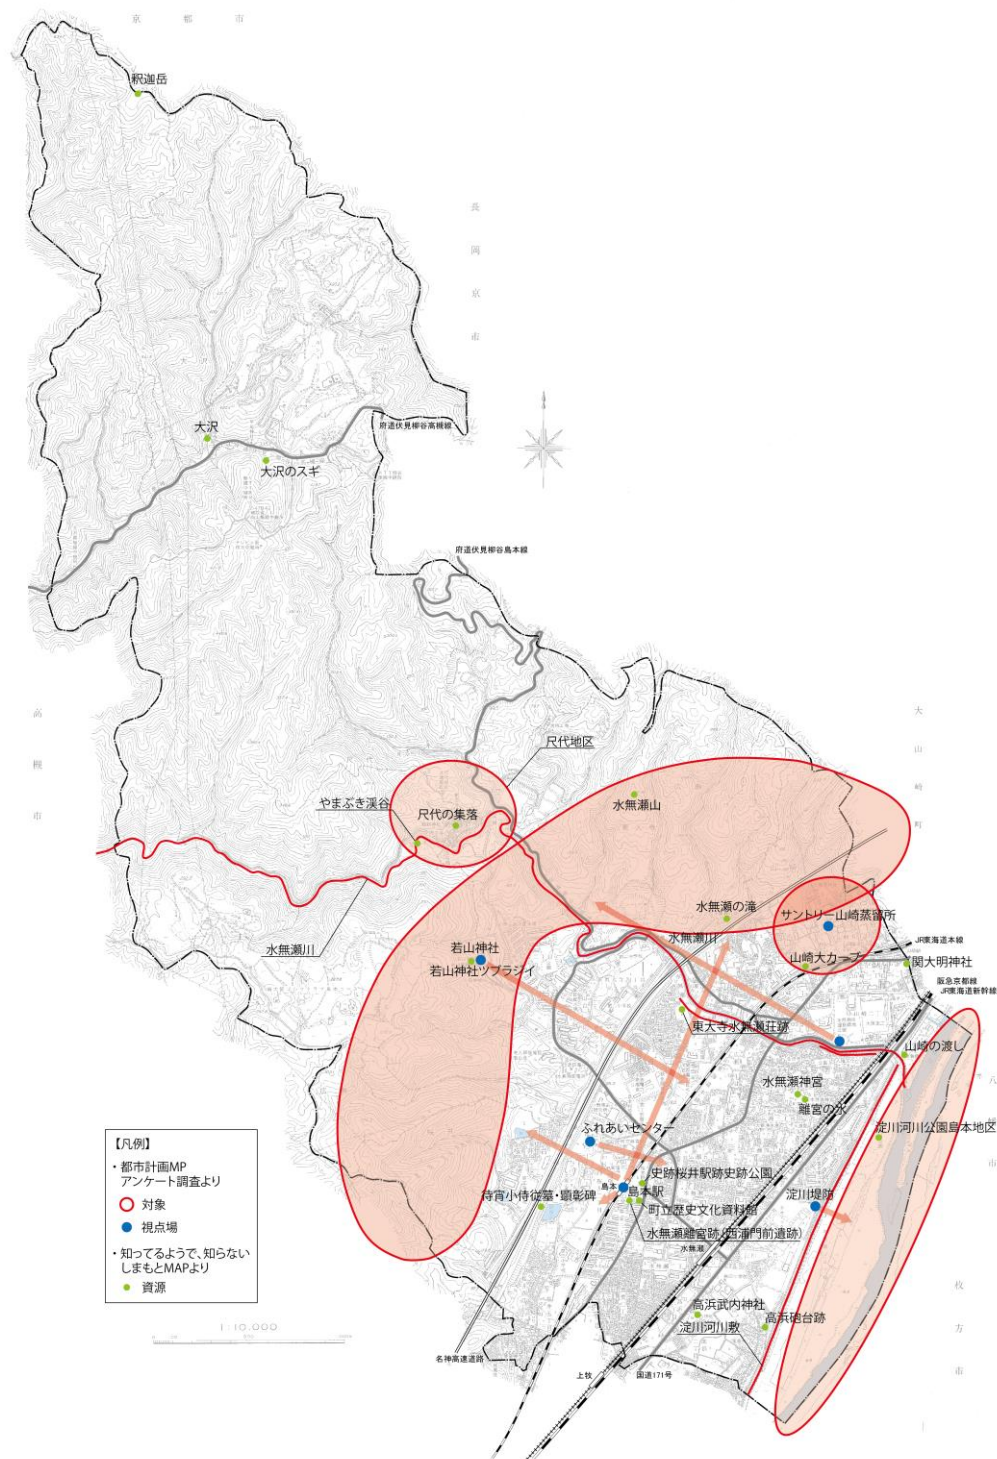 京都市
釈迦岳
長岡京市
大沢
府道伏見柳谷高槻線
大沢のスギ
府道伏見柳谷島本線
高槻市
大山崎町
尺代地区
やまぶき渓谷
尺代の集落
水無瀬山
水無瀬の滝
サントリー山崎蒸留所
水無瀬川
水無瀬川
JR東海道本線
若山神社
若山神社ツブラジイ
山崎大カーブ
関大明神社
阪急京都線
JR東海道新幹線
東大寺水無瀬荘跡
山崎の渡し
水無瀬神宮
離宮の水
八幡市
ふれあいセンター
淀川河川公園島本地区
史跡桜井駅跡史跡公園
島本
島本駅
待宵小侍従墓・顕彰碑
町立歴史文化資料館
淀川堤防
水無瀬離宮跡(西浦門前遺跡)
水無瀬
高浜武内神社
高浜砲台跡
淀川河川敷
枚方市
名神高速道路
上牧
国道171号
【凡例】
・都市計画MP
アンケート調査より
対象
視点場
・知ってるようで、知らない
しまもとMAPより
資源
1:10,000